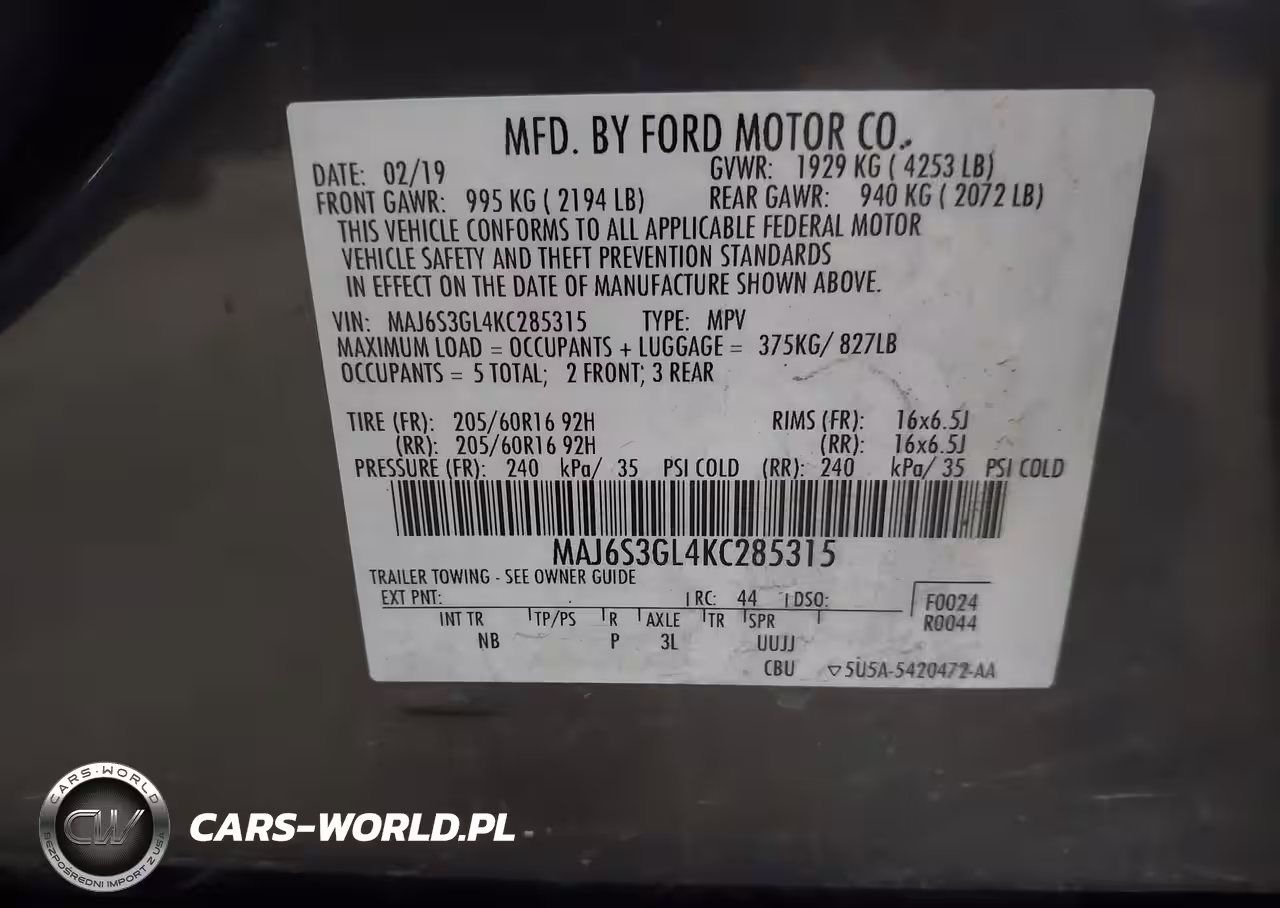 MFD. BY FORD MOTOR CO.
DATE: 02/19 GVWR: 1929 KG ( 4253 LB)
FRONT GAWR: 995 KG ( 2194 LB) REAR GAWR: 940 KG ( 2072 LB)
THIS VEHICLE CONFORMS TO ALL APPLICABLE FEDERAL MOTOR
VEHICLE SAFETY AND THEFT PREVENTION STANDARDS
IN EFFECT ON THE DATE OF MANUFACTURE SHOWN ABOVE.
VIN: MAJ6S3GL4KC285315 TYPE: MPV
MAXIMUM LOAD = OCCUPANTS + LUGGAGE = 375KG/ 827LB
OCCUPANTS = 5 TOTAL; 2 FRONT; 3 REAR
TIRE (FR): 205/60R16 92H RIMS (FR): 16x6.5J
(RR): 205/60R16 92H (RR): 16x6.5J
PRESSURE (FR): 240 kPa/ 35 PSI COLD (RR): 240 kPa/ 35 PSI COLD
MAJ6S3GL4KC285315
TRAILER TOWING - SEE OWNER GUIDE
EXT PNT: RC: 44 DSO: F0024
INT TR TP/PS R AXLE TR SPR R0044
NB P 3L UUJJ
CBU ▽5U5A-5420472-AA
CARS-WORLD
CW
BEZPOŚREDNI IMPORT Z USA
CARS-WORLD.PL